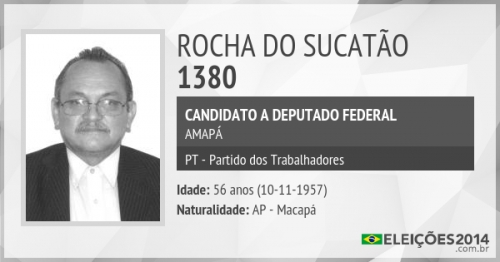 ROCHA DO SUCATÃO
1380
CANDIDATO A DEPUTADO FEDERAL
AMAPÁ
PT - Partido dos Trabalhadores
Idade: 56 anos (10-11-1957)
Naturalidade: AP - Macapá
ELEIÇÕES2014
.com.br